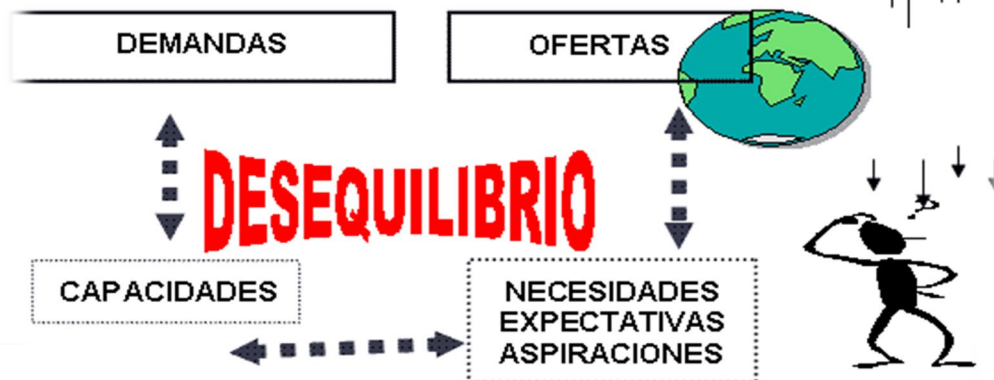 DEMANDAS
OFERTAS
DESEQUILIBRIO
CAPACIDADES
NECESIDADES
EXPECTATIVAS
ASPIRACIONES